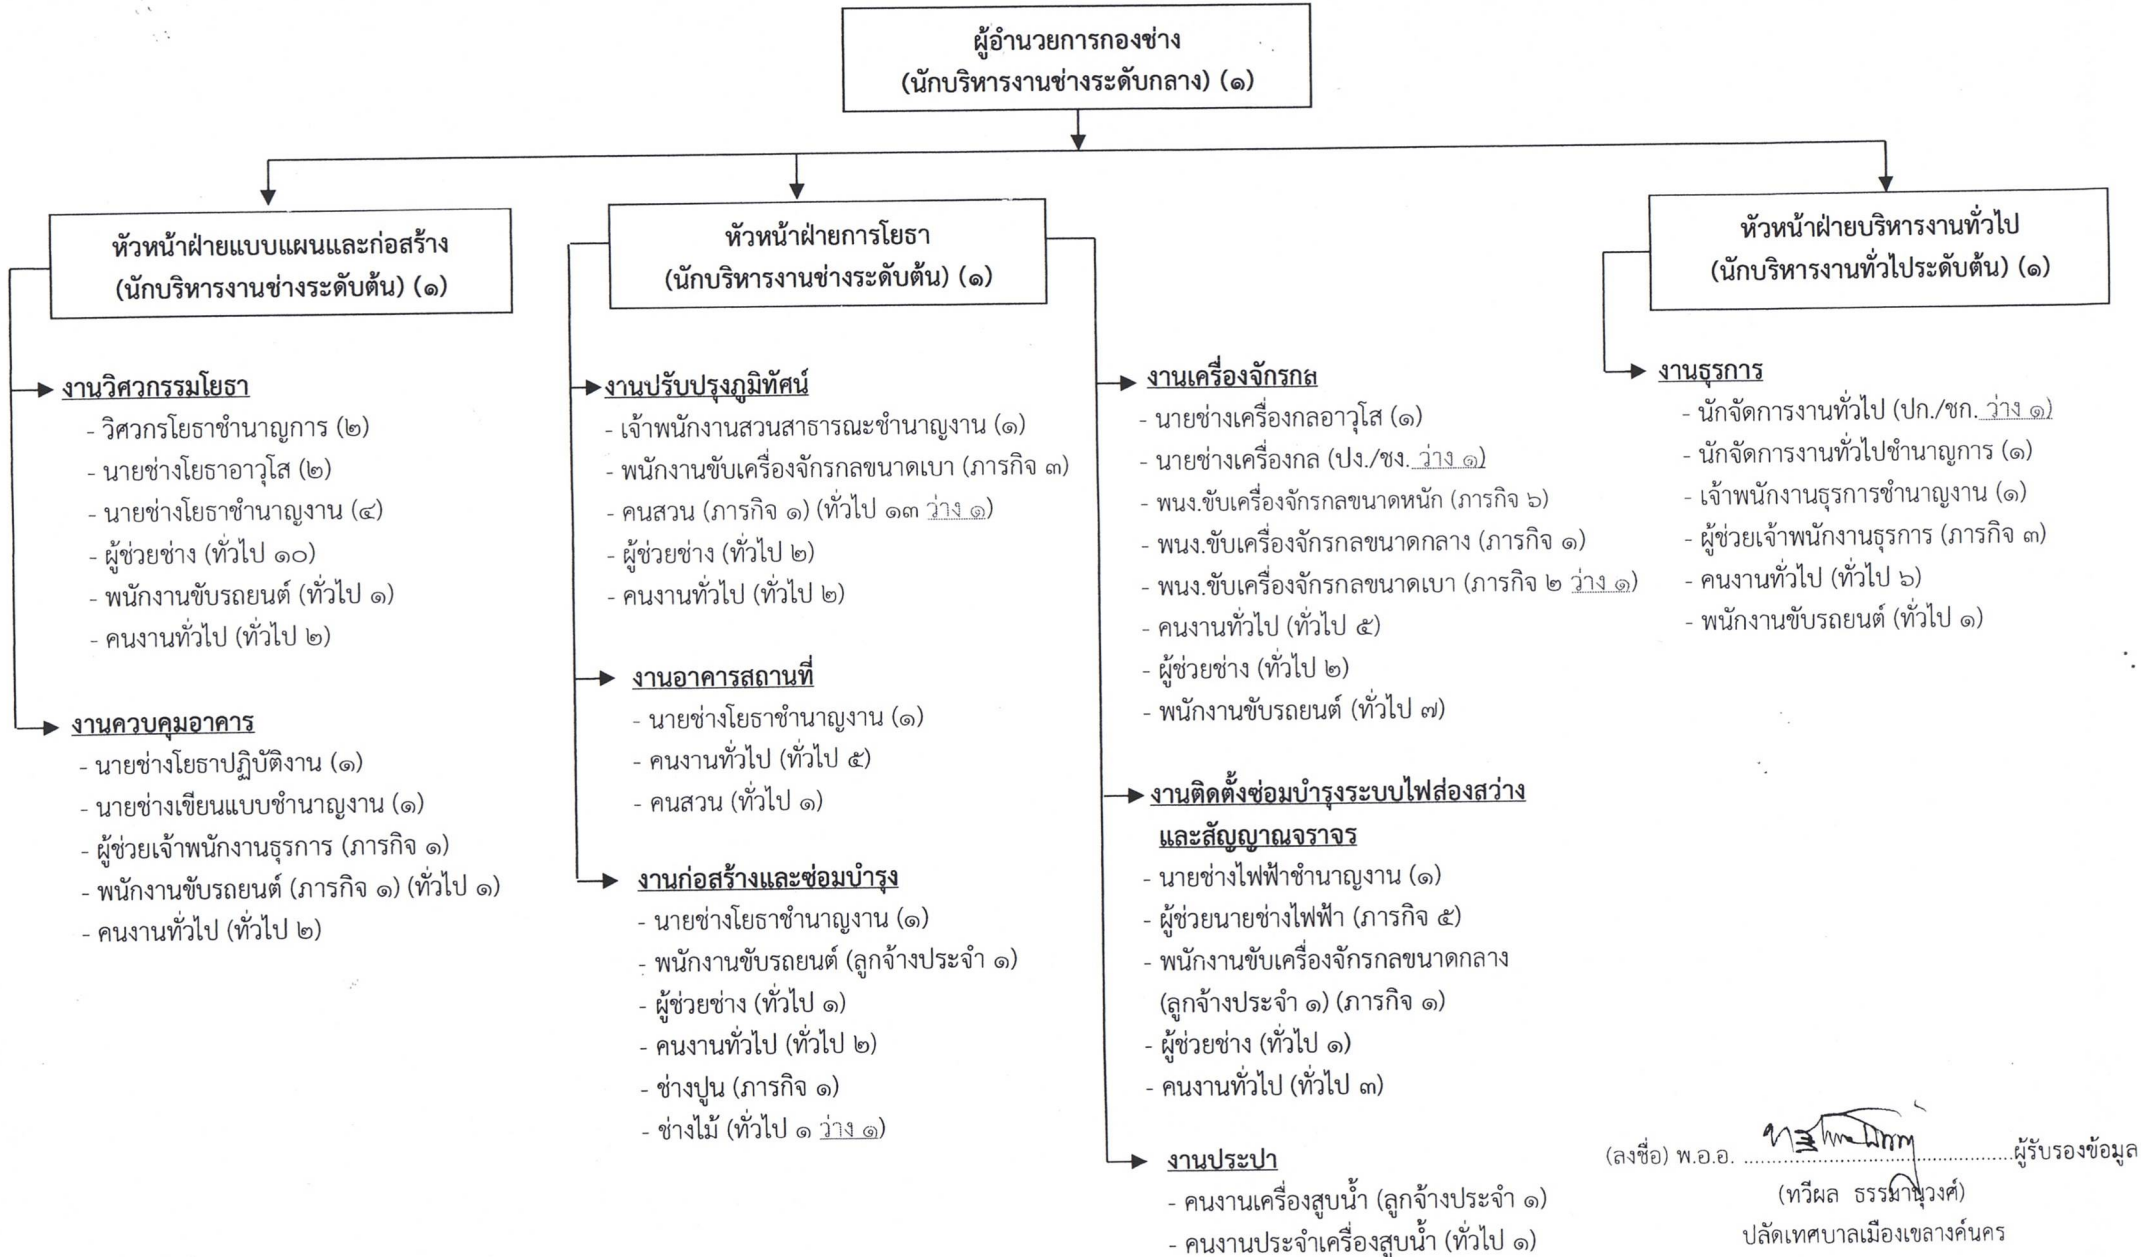 ผู้อำนวยการกองช่าง
(นักบริหารงานช่างระดับกลาง) (๑)
หัวหน้าฝ่ายแบบแผนและก่อสร้าง
(นักบริหารงานช่างระดับต้น) (๑)
งานวิศวกรรมโยธา
- วิศวกรโยธาชำนาญการ (๒)
- นายช่างโยธาอาวุโส (๒)
- นายช่างโยธาชำนาญงาน (๔)
- ผู้ช่วยช่าง (ทั่วไป ๑๐)
- พนักงานขับรถยนต์ (ทั่วไป ๑)
- คนงานทั่วไป (ทั่วไป ๒)
งานควบคุมอาคาร
- นายช่างโยธาปฏิบัติงาน (๑)
- นายช่างเขียนแบบชำนาญงาน (๑)
- ผู้ช่วยเจ้าพนักงานธุรการ (ภารกิจ ๑)
- พนักงานขับรถยนต์ (ภารกิจ ๑) (ทั่วไป ๑)
- คนงานทั่วไป (ทั่วไป ๒)
หัวหน้าฝ่ายการโยธา
(นักบริหารงานช่างระดับต้น) (๑)
งานปรับปรุงภูมิทัศน์
- เจ้าพนักงานสวนสาธารณะชำนาญงาน (๑)
- พนักงานขับเครื่องจักรกลขนาดเบา (ภารกิจ ๓)
- คนสวน (ภารกิจ ๑) (ทั่วไป ๑๓ ว่าง ๑)
- ผู้ช่วยช่าง (ทั่วไป ๒)
- คนงานทั่วไป (ทั่วไป ๒)
งานอาคารสถานที่
- นายช่างโยธาชำนาญงาน (๑)
- คนงานทั่วไป (ทั่วไป ๕)
- คนสวน (ทั่วไป ๑)
งานก่อสร้างและซ่อมบำรุง
- นายช่างโยธาชำนาญงาน (๑)
- พนักงานขับรถยนต์ (ลูกจ้างประจำ ๑)
- ผู้ช่วยช่าง (ทั่วไป ๑)
- คนงานทั่วไป (ทั่วไป ๒)
- ช่างปูน (ภารกิจ ๑)
- ช่างไม้ (ทั่วไป ๑ ว่าง ๑)
งานเครื่องจักรกล
- นายช่างเครื่องกลอาวุโส (๑)
- นายช่างเครื่องกล (ปง./ชง. ว่าง ๑)
- พนง.ขับเครื่องจักรกลขนาดหนัก (ภารกิจ ๖)
- พนง.ขับเครื่องจักรกลขนาดกลาง (ภารกิจ ๑)
- พนง.ขับเครื่องจักรกลขนาดเบา (ภารกิจ ๒ ว่าง ๑)
- คนงานทั่วไป (ทั่วไป ๕)
- ผู้ช่วยช่าง (ทั่วไป ๒)
- พนักงานขับรถยนต์ (ทั่วไป ๗)
งานติดตั้งซ่อมบำรุงระบบไฟส่องสว่าง
และสัญญาณจราจร
- นายช่างไฟฟ้าชำนาญงาน (๑)
- ผู้ช่วยนายช่างไฟฟ้า (ภารกิจ ๕)
- พนักงานขับเครื่องจักรกลขนาดกลาง
(ลูกจ้างประจำ ๑) (ภารกิจ ๑)
- ผู้ช่วยช่าง (ทั่วไป ๑)
- คนงานทั่วไป (ทั่วไป ๓)
งานประปา
- คนงานเครื่องสูบน้ำ (ลูกจ้างประจำ ๑)
- คนงานประจำเครื่องสูบน้ำ (ทั่วไป ๑)
หัวหน้าฝ่ายบริหารงานทั่วไป
(นักบริหารงานทั่วไประดับต้น) (๑)
งานธุรการ
- นักจัดการงานทั่วไป (ปก./ชก. ว่าง ๑)
- นักจัดการงานทั่วไปชำนาญการ (๑)
- เจ้าพนักงานธุรการชำนาญงาน (๑)
- ผู้ช่วยเจ้าพนักงานธุรการ (ภารกิจ ๓)
- คนงานทั่วไป (ทั่วไป ๖)
- พนักงานขับรถยนต์ (ทั่วไป ๑)
(ลงชื่อ) พ.อ.อ. ........ผู้รับรองข้อมูล
(ทวีผล ธรรมานุวงศ์)
ปลัดเทศบาลเมืองเขลางค์นคร